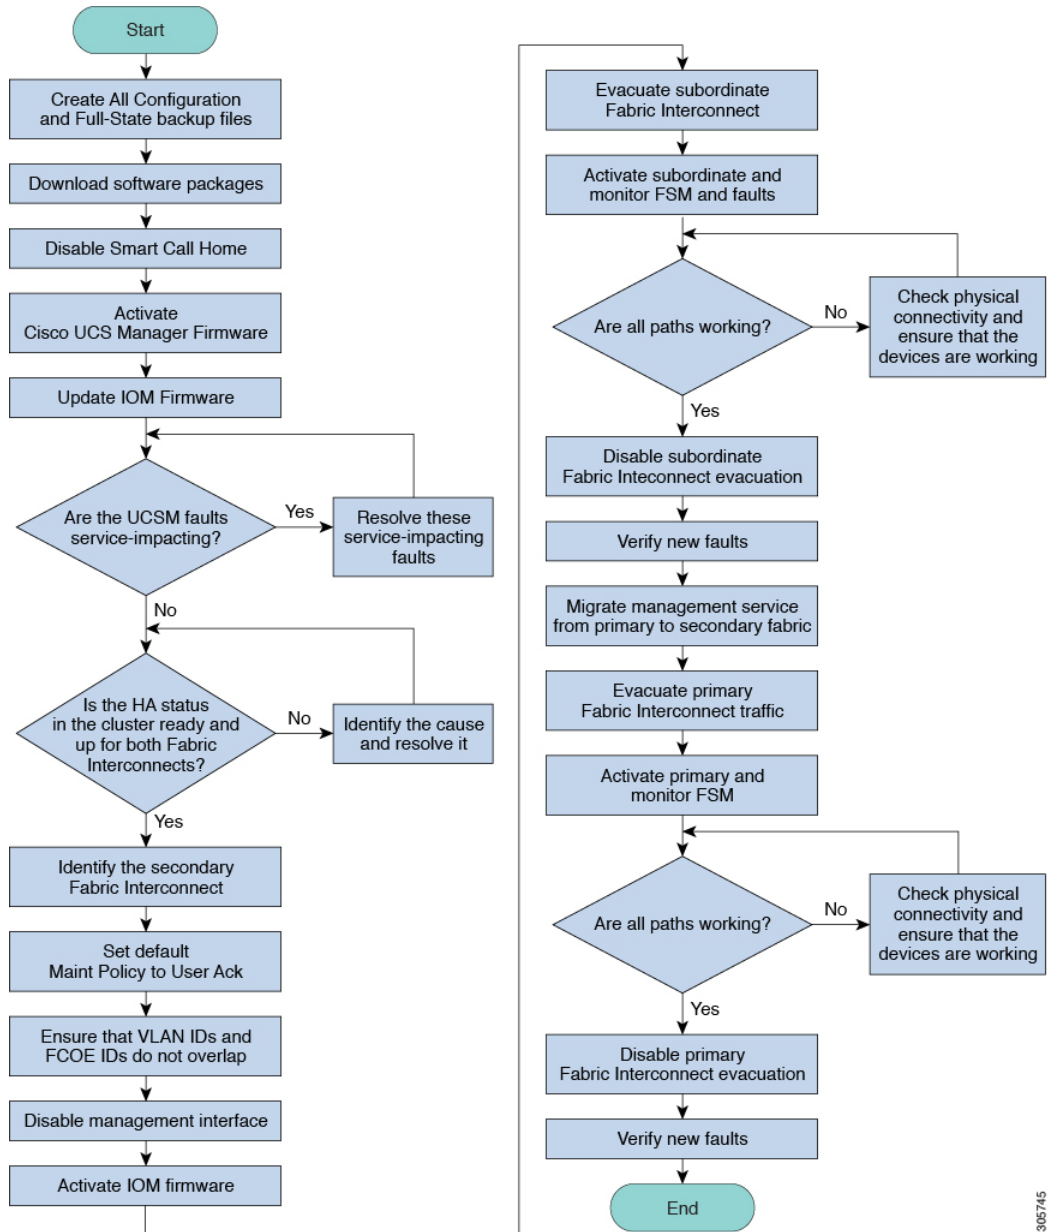 Start
Create All Configuration
and Full-State backup files
Download software packages
Disable Smart Call Home
Activate
Cisco UCS Manager Firmware
Update IOM Firmware
Are the UCSM faults
service-impacting?
Yes
Resolve these
service-impacting
faults
No
Is the HA status
in the cluster ready and
up for both Fabric
Interconnects?
No
Identify the cause
and resolve it
Yes
Identify the secondary
Fabric Interconnect
Set default
Maint Policy to User Ack
Ensure that VLAN IDs and
FCOE IDs do not overlap
Disable management interface
Activate IOM firmware
Evacuate subordinate
Fabric Interconnect
Activate subordinate and
monitor FSM and faults
Are all paths working?
No
Check physical
connectivity and
ensure that the
devices are working
Yes
Disable subordinate
Fabric Inteconnect evacuation
Verify new faults
Migrate management service
from primary to secondary fabric
Evacuate primary
Fabric Interconnect traffic
Activate primary and
monitor FSM
Are all paths working?
No
Check physical
connectivity and
ensure that the
devices are working
Yes
Disable primary
Fabric Interconnect evacuation
Verify new faults
End
305745